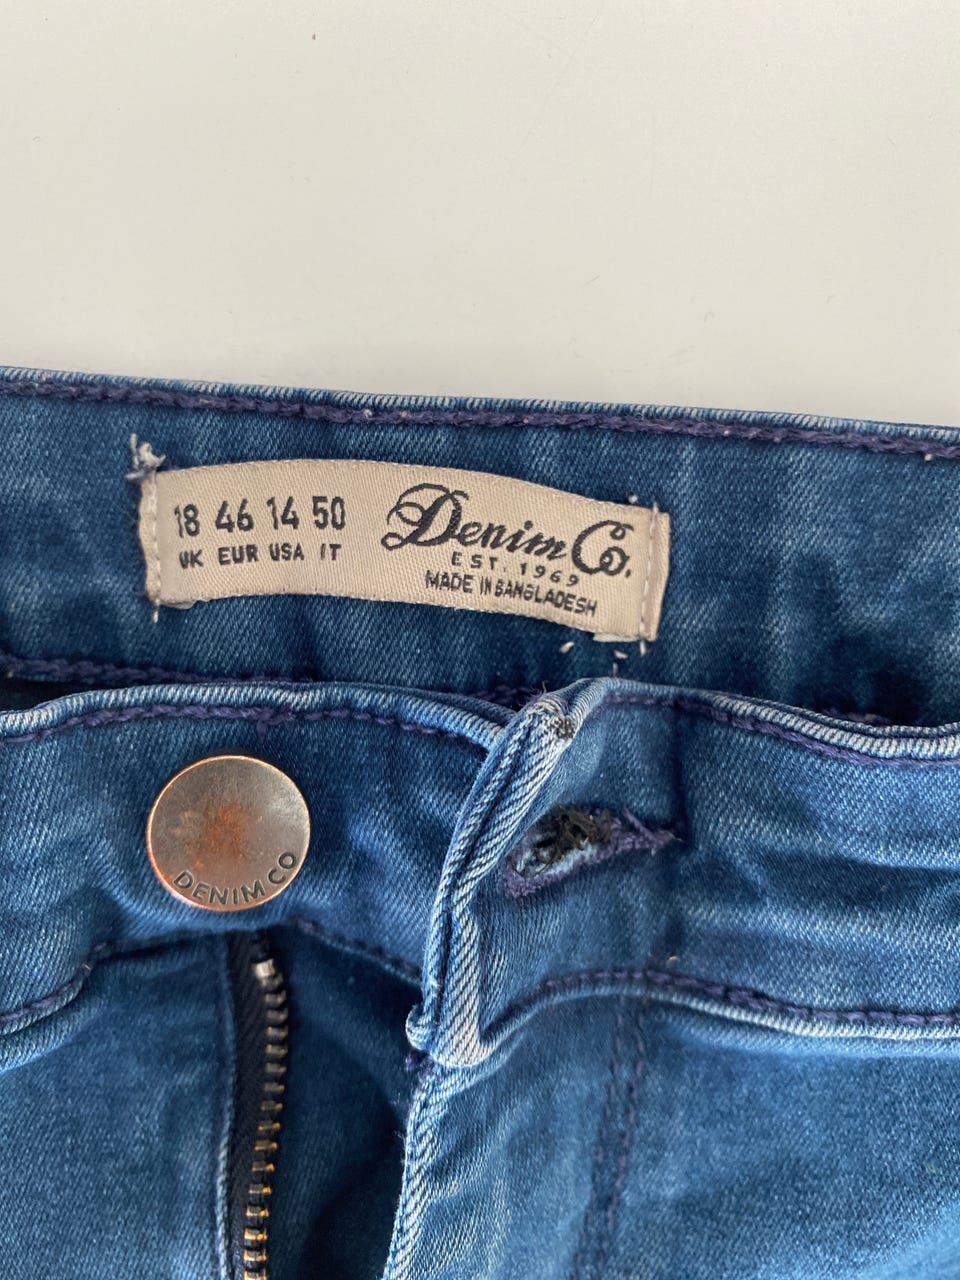 18 46 14 50
UK EUR USA IT
Denim Co.
EST. 1969
MADE IN BANGLADESH
DENIM CO